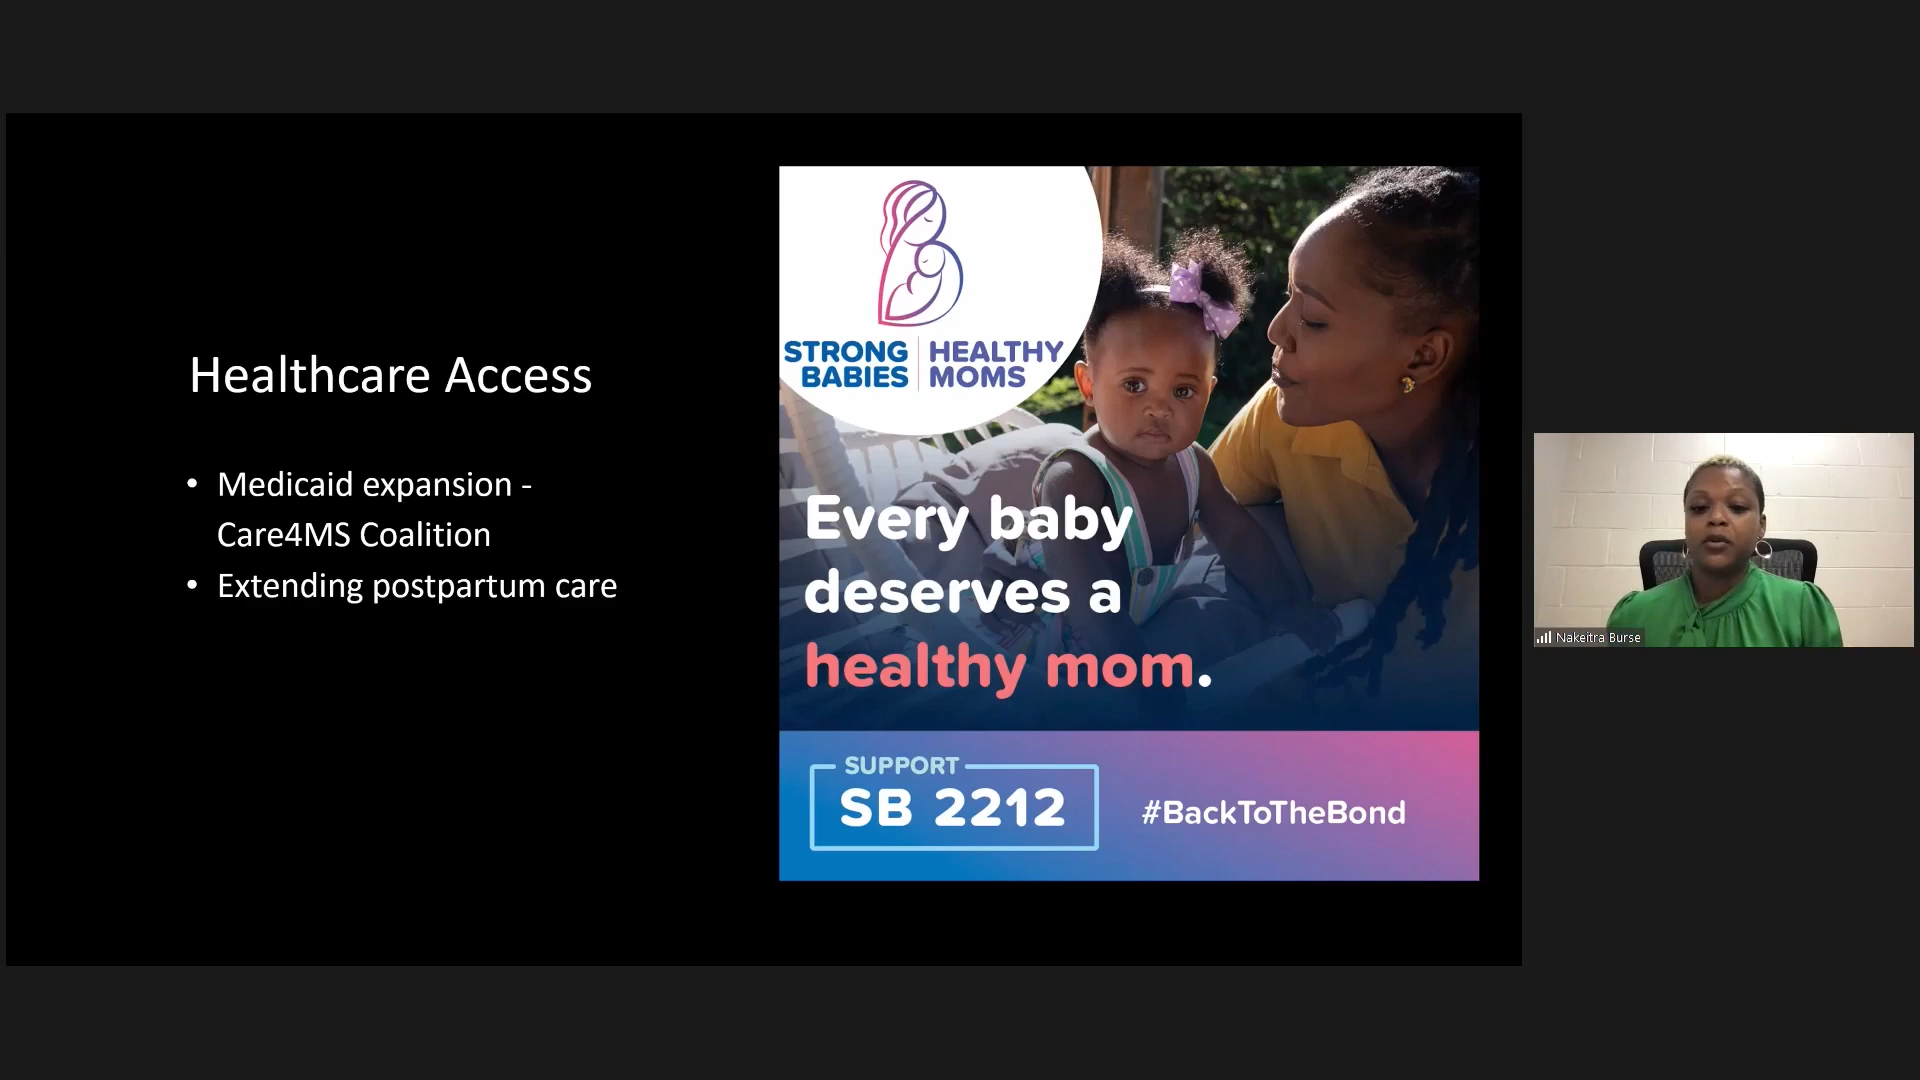 Healthcare Access
• Medicaid expansion -
Care4MS Coalition
• Extending postpartum care
STRONG BABIES | HEALTHY MOMS
Every baby
deserves a
healthy mom.
SUPPORT
SB 2212
#BackToTheBond
Nakeitra Burse